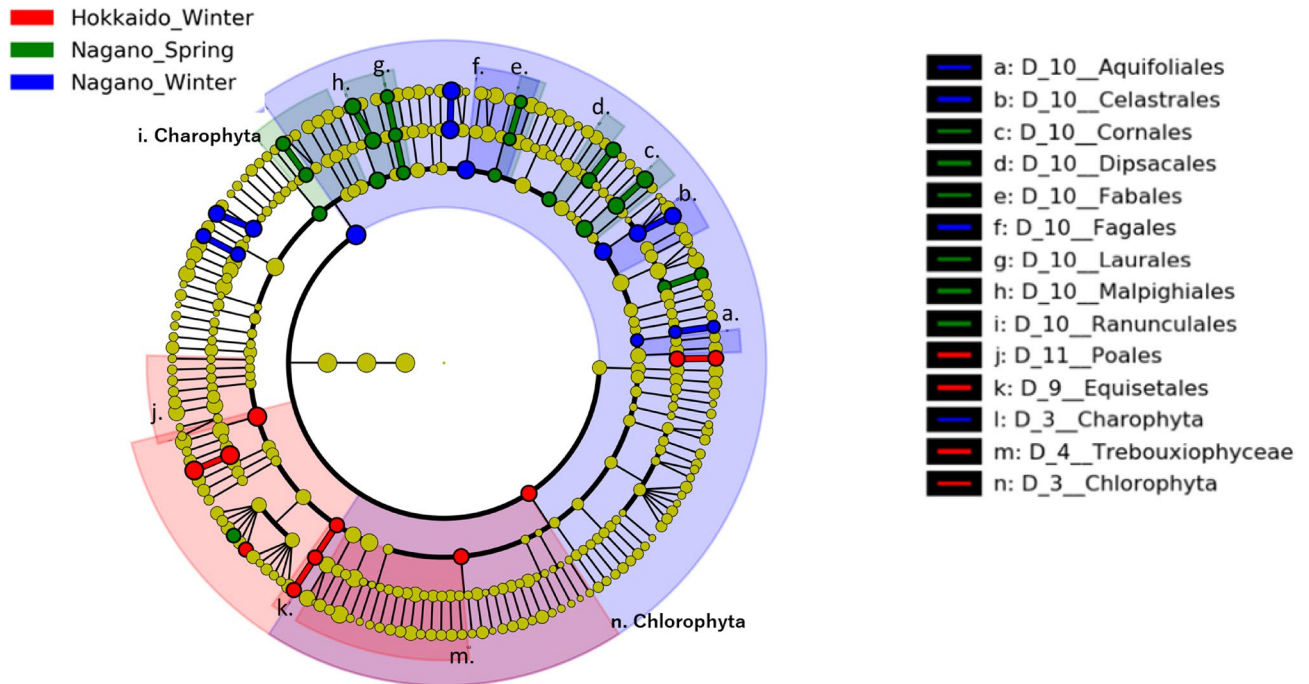 Hokkaido_Winter
Nagano_Spring
Nagano_Winter
i. Charophyta
h.
g.
f.
e.
d.
c.
b.
a.
j.
k.
m.
n. Chlorophyta
a: D_10__Aquifoliales
b: D_10__Celastrales
c: D_10__Cornales
d: D_10__Dipsacales
e: D_10__Fabales
f: D_10__Fagales
g: D_10__Laurales
h: D_10__Malpighiales
i: D_10__Ranunculales
j: D_11__Poales
k: D_9__Equisetales
l: D_3__Charophyta
m: D_4__Trebouxiophyceae
n: D_3__Chlorophyta